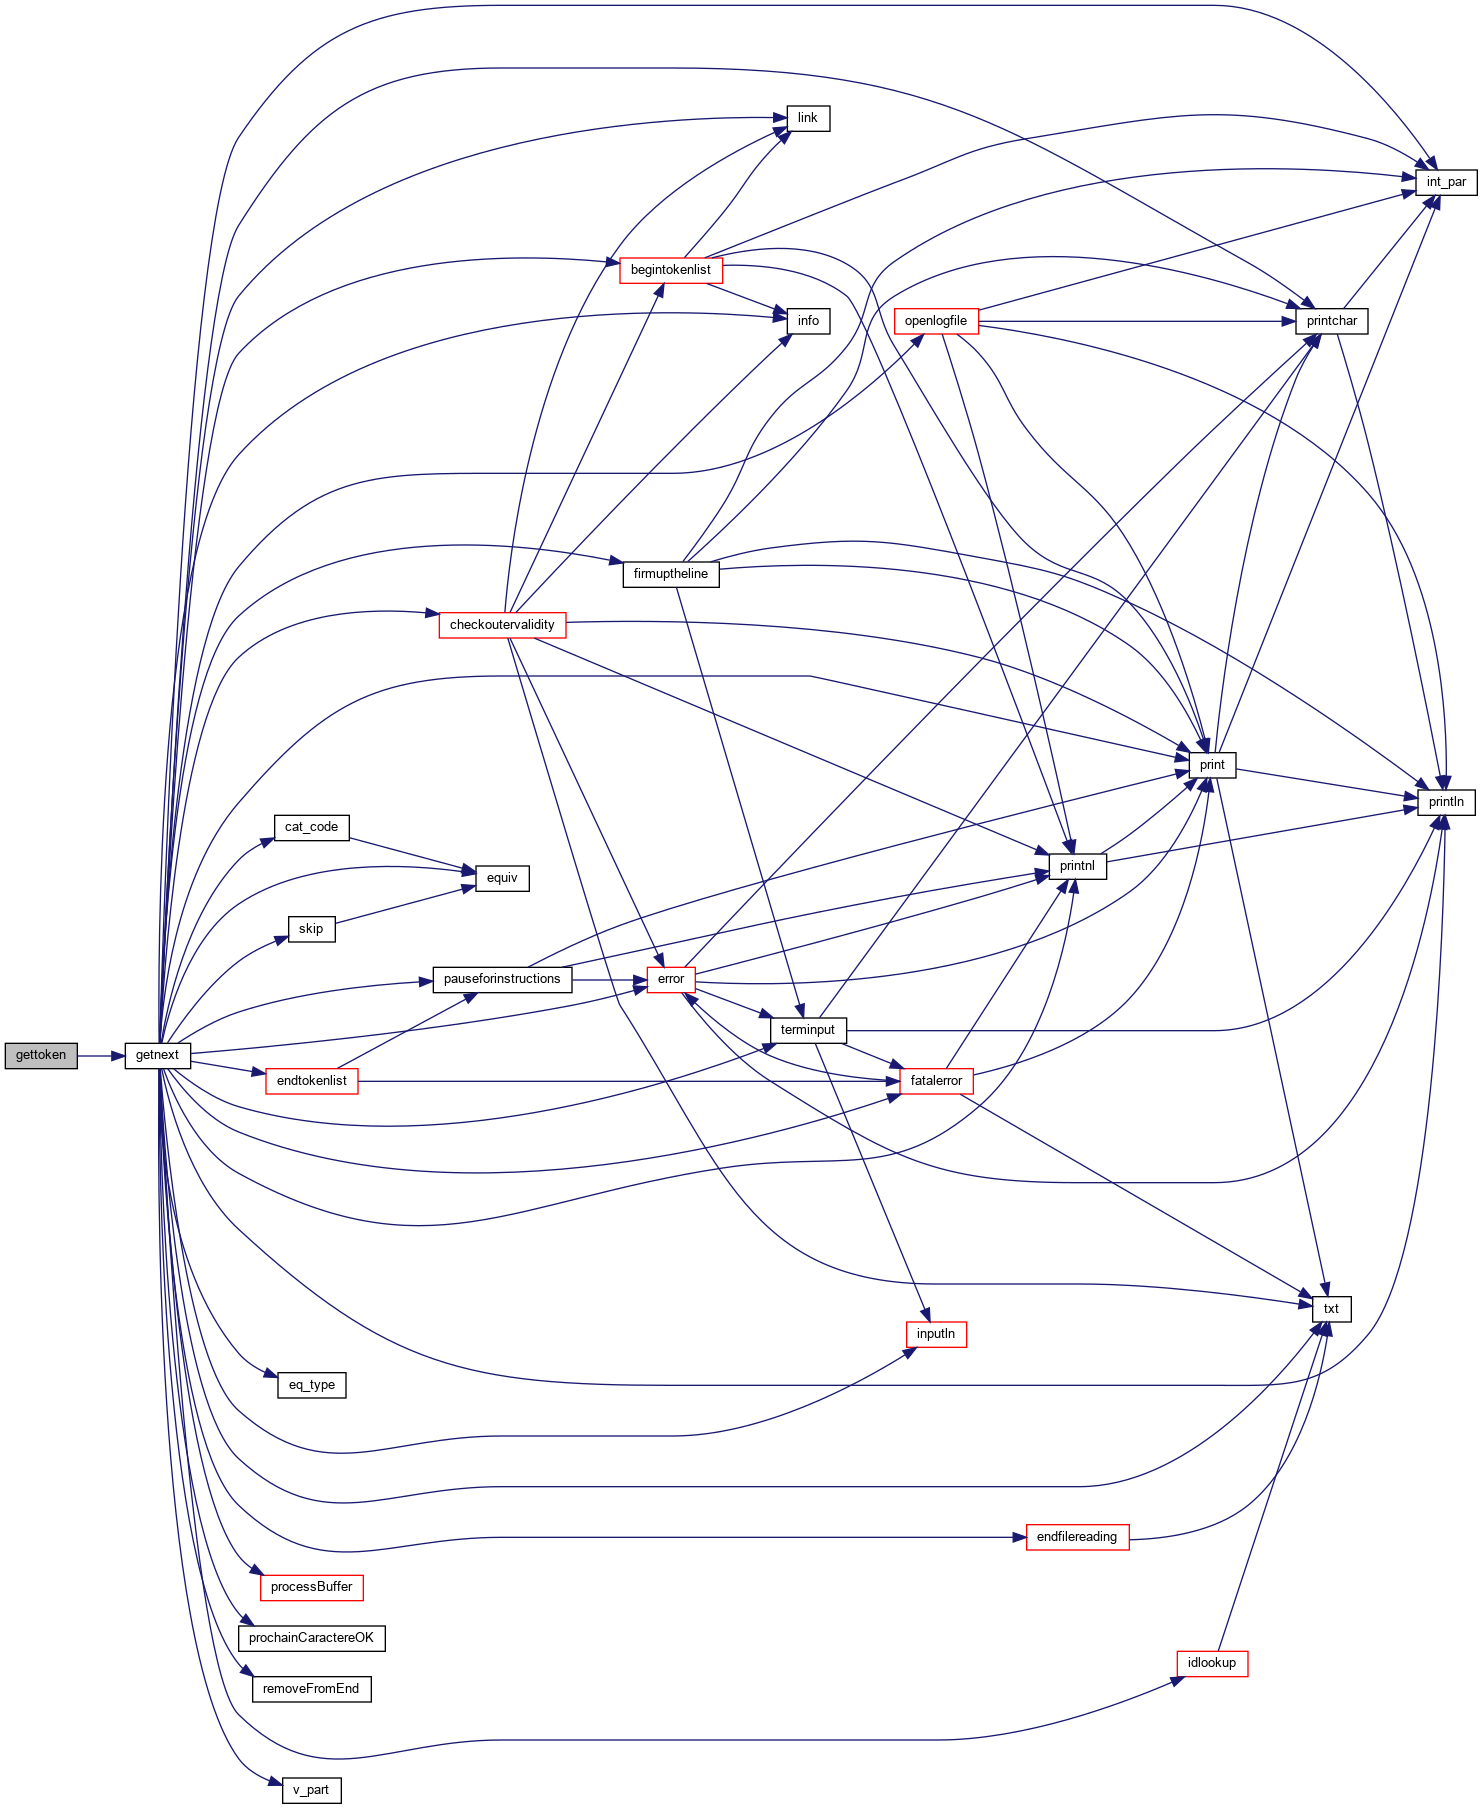 link
int_par
begintokenlist
info
openlogfile
printchar
firmuptheline
checkoutervalidity
print
println
cat_code
printnl
equiv
skip
pauseforinstructions
error
terminput
gettoken
getnext
endtokenlist
fatalerror
txt
inputln
eq_type
endfilereading
processBuffer
prochainCaractereOK
idlookup
removeFromEnd
v_part